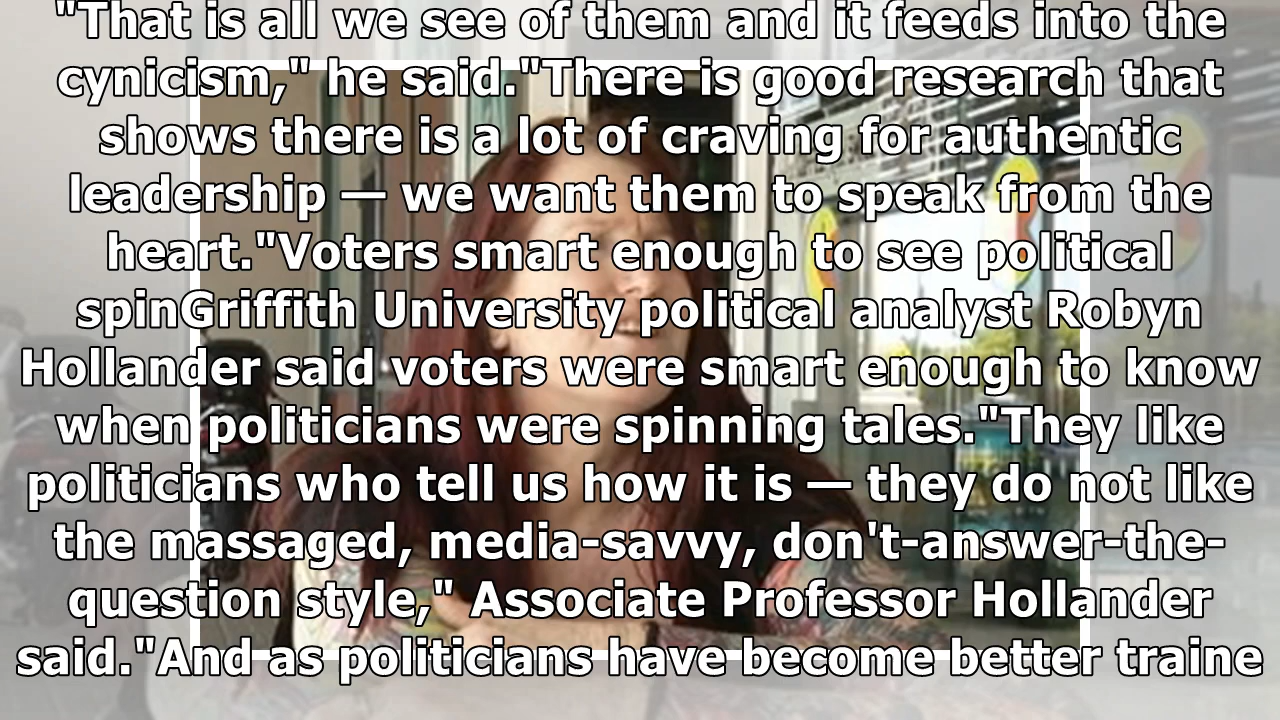 "That is all we see of them and it feeds into the
cynicism," he said."There is good research that
shows there is a lot of craving for authentic
leadership — we want them to speak from the
heart."Voters smart enough to see political
spinGriffith University political analyst Robyn
Hollander said voters were smart enough to know
when politicians were spinning tales."They like
politicians who tell us how it is — they do not like
the massaged, media-savvy, don't-answer-the-
question style," Associate Professor Hollander
said."And as politicians have become better traine